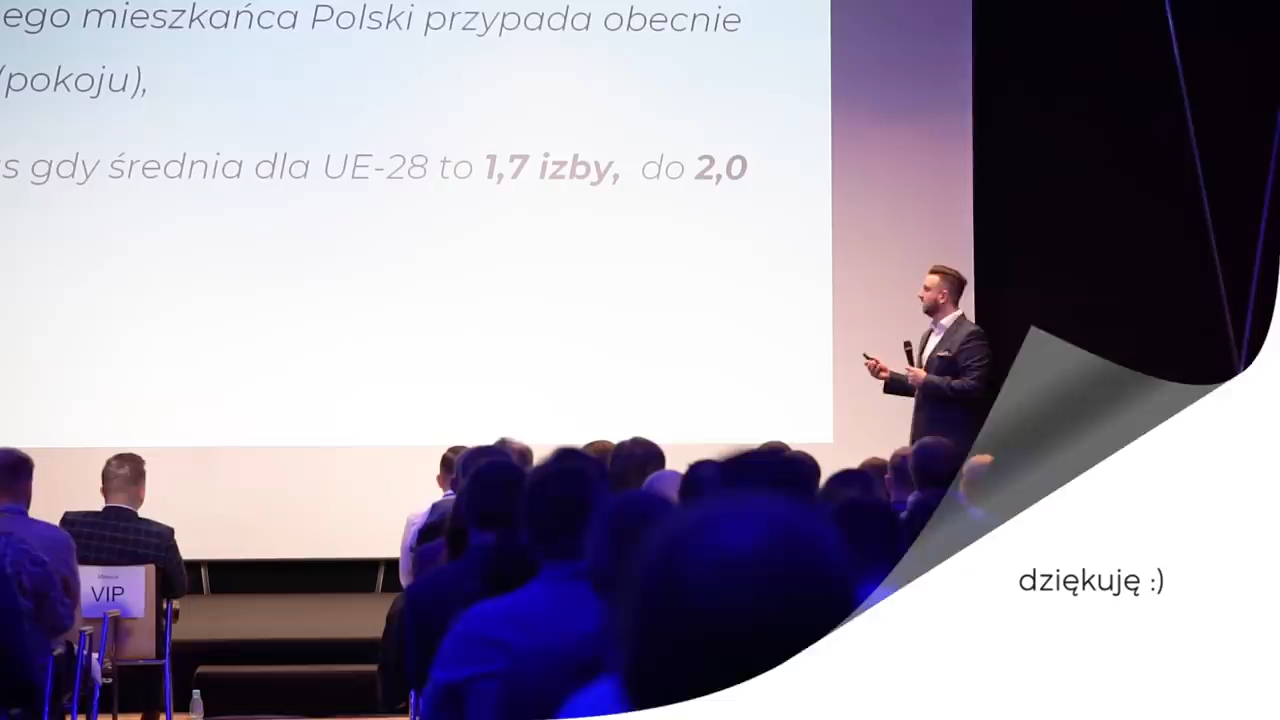 ego mieszkańca Polski przypada obecnie
(pokoju),
s gdy średnia dla UE-28 to 1,7 izby, do 2,0
VIP
dziękuję :)